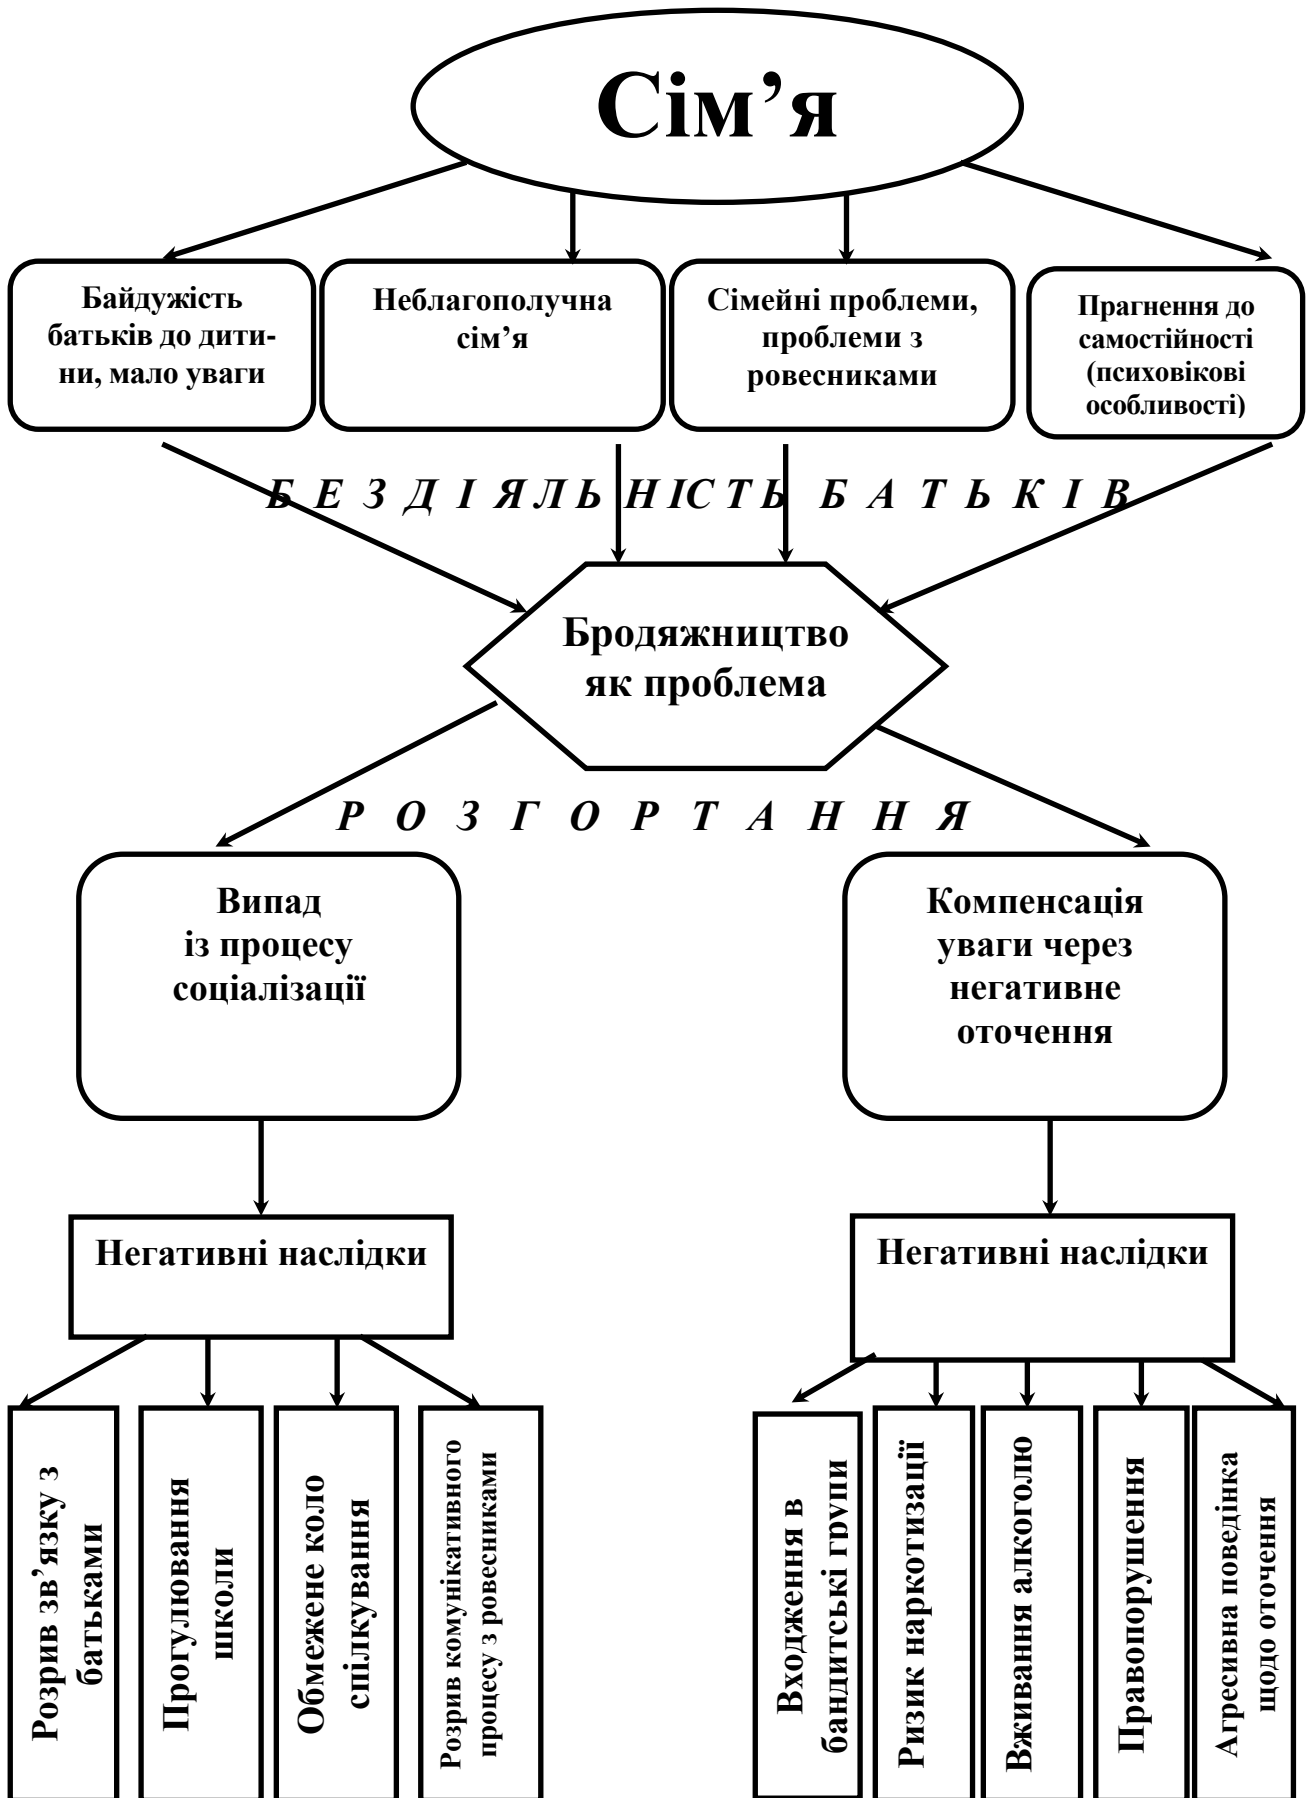 Сім’я
Байдужість
батьків до дити-
ни, мало уваги
Неблагополучна
сім’я
Сімейні проблеми,
проблеми з
ровесниками
Прагнення до
самостійності
(психовікові
особливості)
БЕЗДІЯЛЬНІСТЬ БАТЬКІВ
Бродяжництво
як проблема
РОЗГОРТАННЯ
Випад
із процесу
соціалізації
Компенсація
уваги через
негативне
оточення
Негативні наслідки
Негативні наслідки
Розрив зв’язку з
батьками
Прогулювання
школи
Обмежене коло
спілкування
Розрив комунікативного
процесу з ровесниками
Входження в
бандитські групи
Ризик наркотизації
Вживання алкоголю
Правопорушення
Агресивна поведінка
щодо оточення